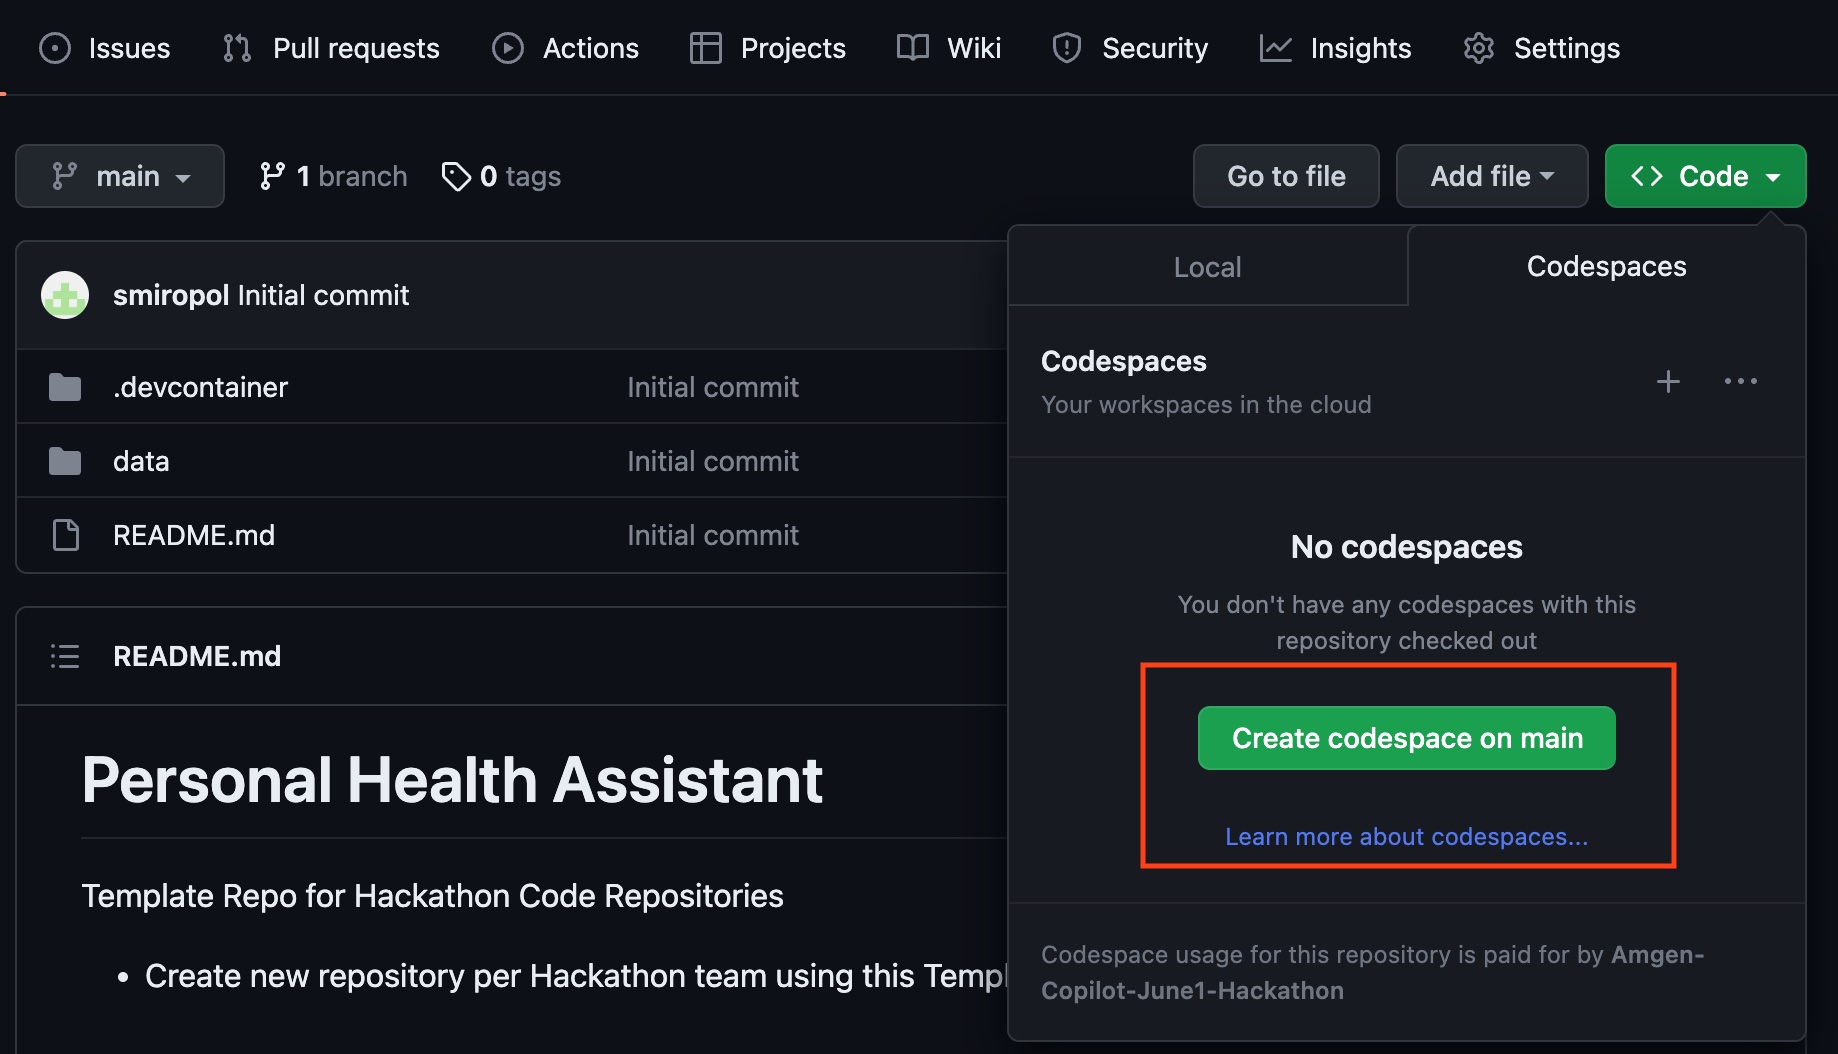 Issues Pull requests Actions Projects Wiki Security Insights Settings
main 1 branch 0 tags Go to file Add file Code
Local Codespaces
smiropol Initial commit
Codespaces
Your workspaces in the cloud
.devcontainer Initial commit
data Initial commit
README.md Initial commit
No codespaces
You don't have any codespaces with this
repository checked out
Create codespace on main
Learn more about codespaces...
README.md
Personal Health Assistant
Template Repo for Hackathon Code Repositories
• Create new repository per Hackathon team using this Templ
Codespace usage for this repository is paid for by Amgen-
Copilot-June1-Hackathon